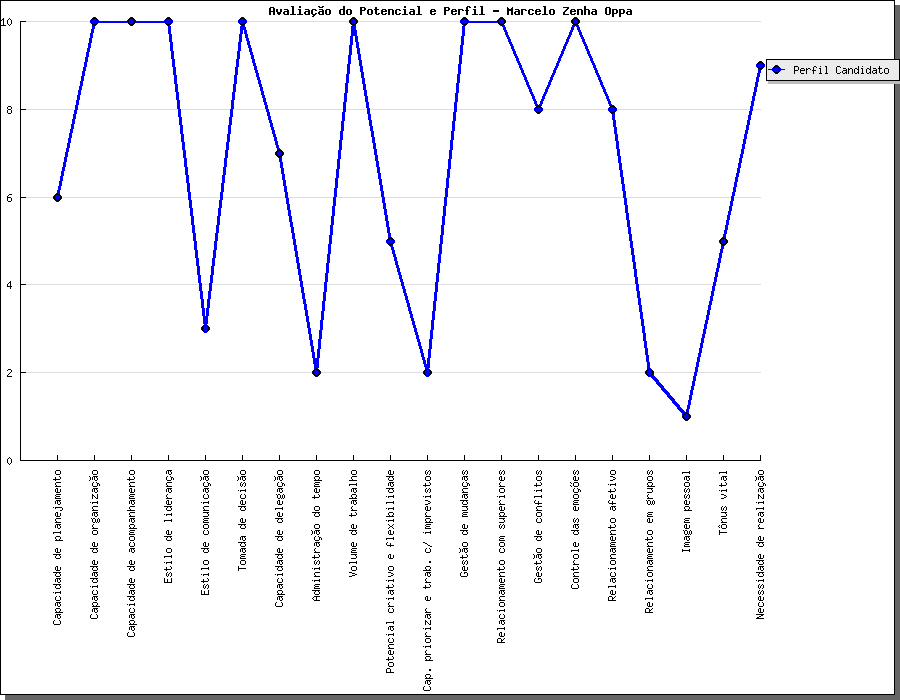 Avaliação do Potencial e Perfil - Marcelo Zenha Oppa
10
8
6
4
2
0
Perfil Candidato
Capacidade de planejamento
Capacidade de organização
Capacidade de acompanhamento
Estilo de liderança
Estilo de comunicação
Tomada de decisão
Capacidade de delegação
Administração do tempo
Volume de trabalho
Potencial criativo e flexibilidade
Cap. priorizar e trab. c/ imprevistos
Gestão de mudanças
Relacionamento com superiores
Gestão de conflitos
Controle das emoções
Relacionamento afetivo
Relacionamento em grupos
Imagem pessoal
Tônus vital
Necessidade de realização